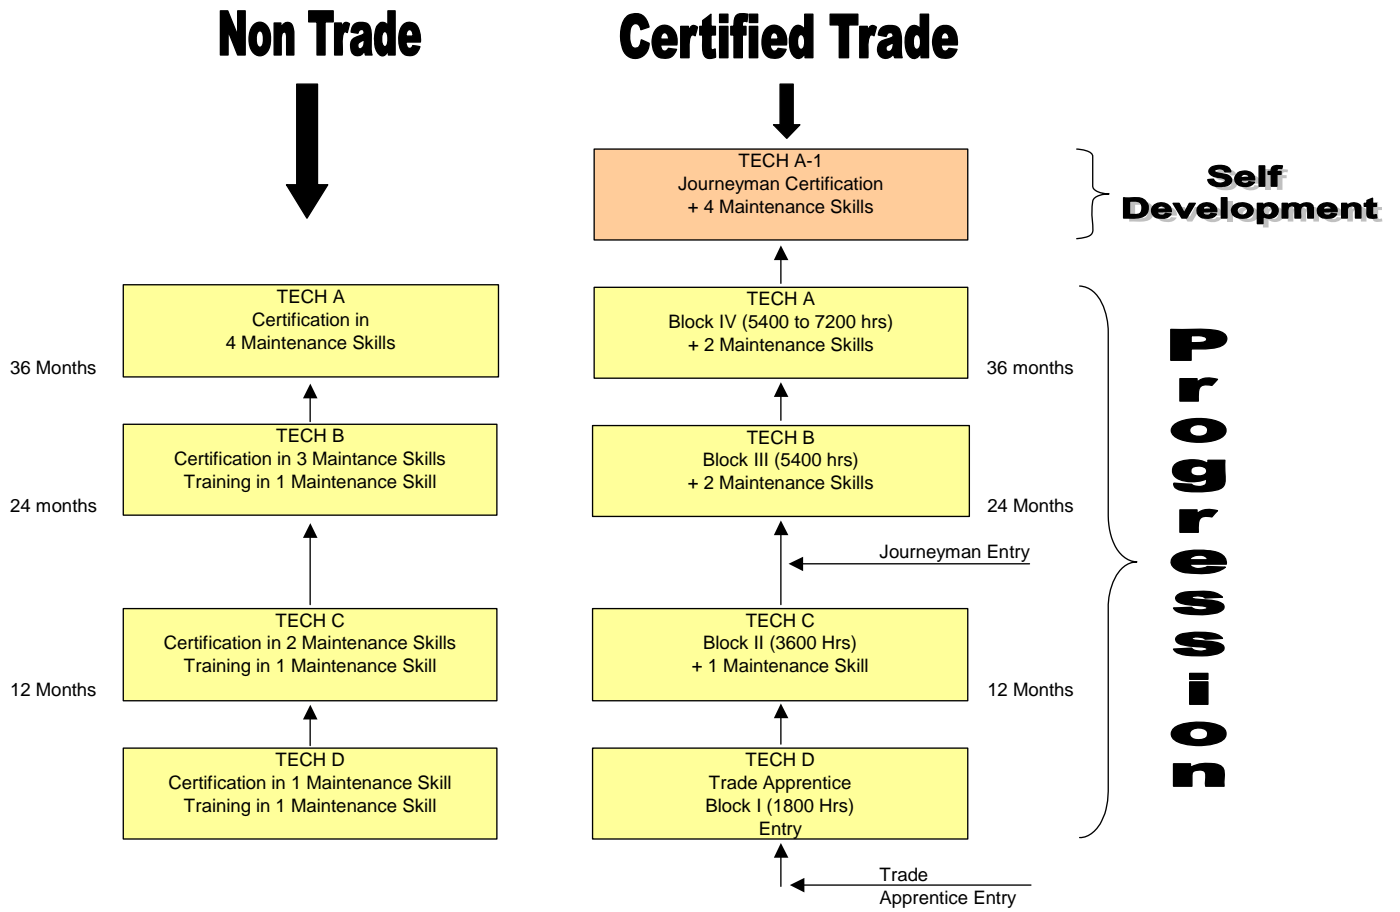 Non Trade
Certified Trade
TECH A-1
Journeyman Certification
+ 4 Maintenance Skills
Self
Development
TECH A
Certification in
4 Maintenance Skills
36 Months
TECH A
Block IV (5400 to 7200 hrs)
+ 2 Maintenance Skills
36 months
TECH B
Certification in 3 Maintance Skills
Training in 1 Maintenance Skill
24 months
TECH B
Block III (5400 hrs)
+ 2 Maintenance Skills
24 Months
Journeyman Entry
TECH C
Certification in 2 Maintenance Skills
Training in 1 Maintenance Skill
12 Months
TECH C
Block II (3600 Hrs)
+ 1 Maintenance Skill
12 Months
TECH D
Certification in 1 Maintenance Skill
Training in 1 Maintenance Skill
TECH D
Trade Apprentice
Block I (1800 Hrs)
Entry
Trade
Apprentice Entry
Progression